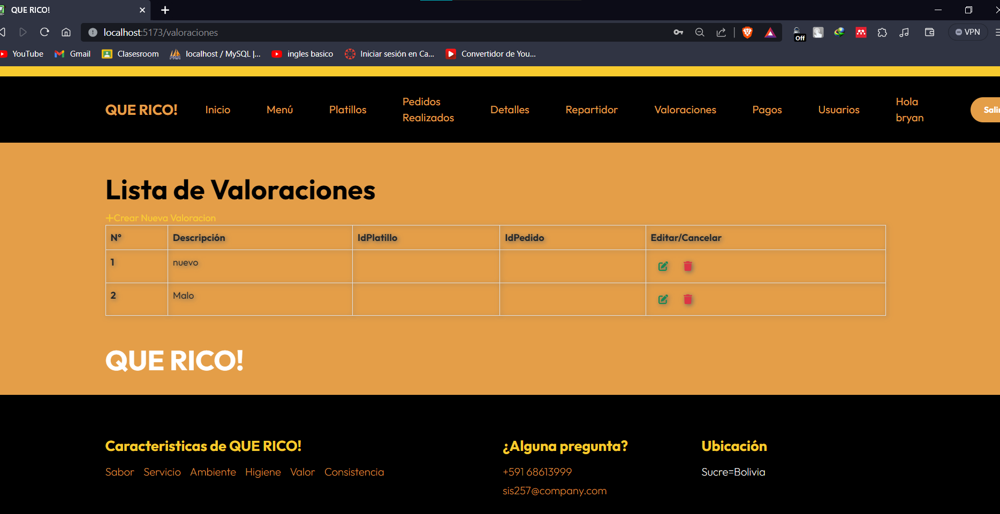 QUE RICO!
localhost:5173/valoraciones
Off
VPN
YouTube
Gmail
Clasesroom
localhost / MySQL |...
ingles basico
Iniciar sesión en Ca...
Convertidor de You...
QUE RICO!
Inicio
Menú
Platillos
Pedidos
Realizados
Detalles
Repartidor
Valoraciones
Pagos
Usuarios
Hola
bryan
Salir
Lista de Valoraciones
+Crear Nueva Valoracion
N° Descripción IdPlatillo IdPedido Editar/Cancelar
1 nuevo
2 Malo
QUE RICO!
Caracteristicas de QUE RICO!
Sabor Servicio Ambiente Higiene Valor Consistencia
¿Alguna pregunta?
+591 68613999
sis257@company.com
Ubicación
Sucre=Bolivia